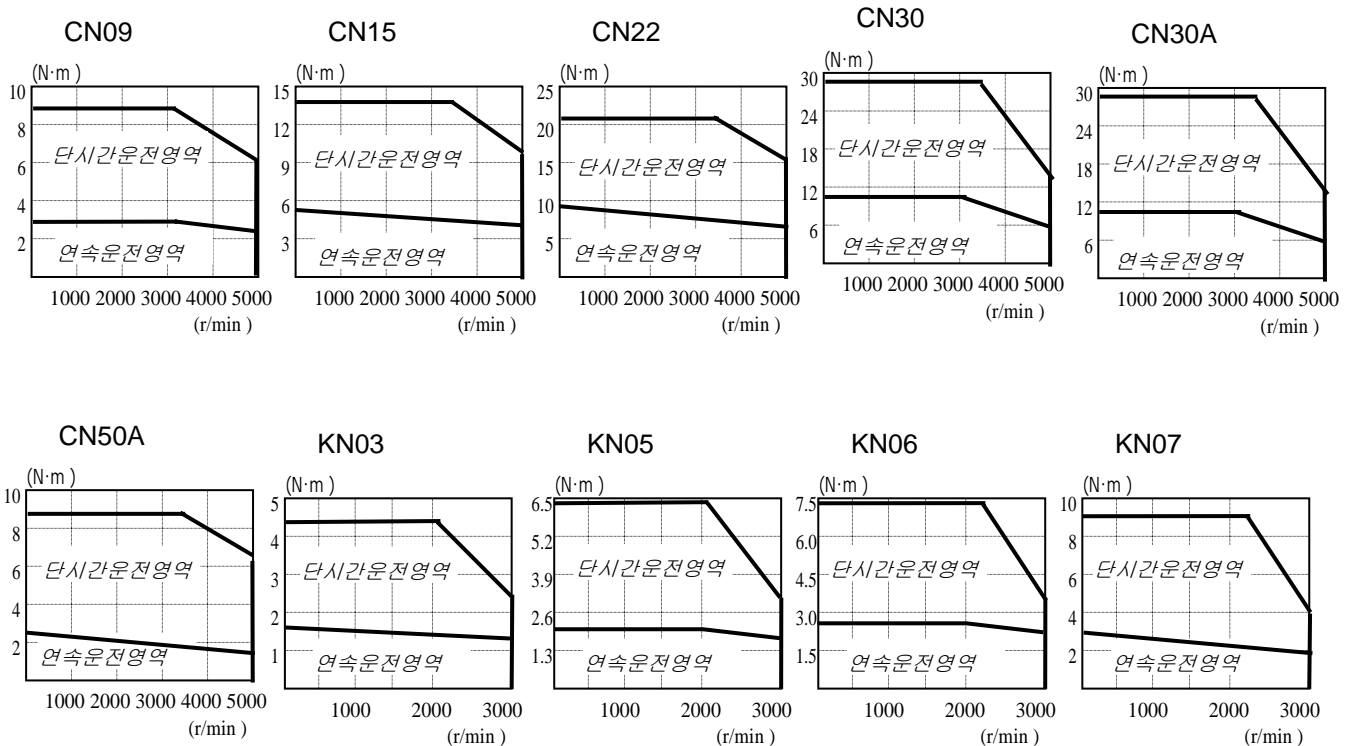 CN09
(N·m )
10
8
6
4
2
단시간운전영역
연속운전영역
1000 2000 3000 4000 5000
(r/min )
CN15
(N·m )
15
12
9
6
3
단시간운전영역
연속운전영역
1000 2000 3000 4000 5000
(r/min )
CN22
(N·m )
25
20
15
10
5
단시간운전영역
연속운전영역
1000 2000 3000 4000 5000
(r/min )
CN30
(N·m )
30
24
18
12
6
단시간운전영역
연속운전영역
1000 2000 3000 4000 5000
(r/min )
CN30A
(N·m )
30
24
18
12
6
단시간운전영역
연속운전영역
1000 2000 3000 4000 5000
(r/min )
CN50A
(N·m )
10
8
6
4
2
단시간운전영역
연속운전영역
1000 2000 3000 4000 5000
(r/min )
KN03
(N·m )
5
4
3
2
1
단시간운전영역
연속운전영역
1000 2000 3000
(r/min )
KN05
(N·m )
6.5
5.2
3.9
2.6
1.3
단시간운전영역
연속운전영역
1000 2000 3000
(r/min )
KN06
(N·m )
7.5
6.0
4.5
3.0
1.5
단시간운전영역
연속운전영역
1000 2000 3000
(r/min )
KN07
(N·m )
10
8
6
4
2
단시간운전영역
연속운전영역
1000 2000 3000
(r/min )